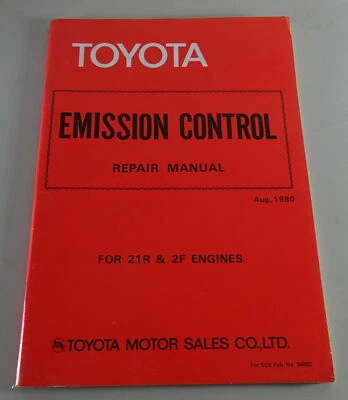 TOYOTA
EMISSION CONTROL
REPAIR MANUAL
Aug.,1980
FOR 21R & 2F ENGINES
TOYOTA MOTOR SALES CO.,LTD.